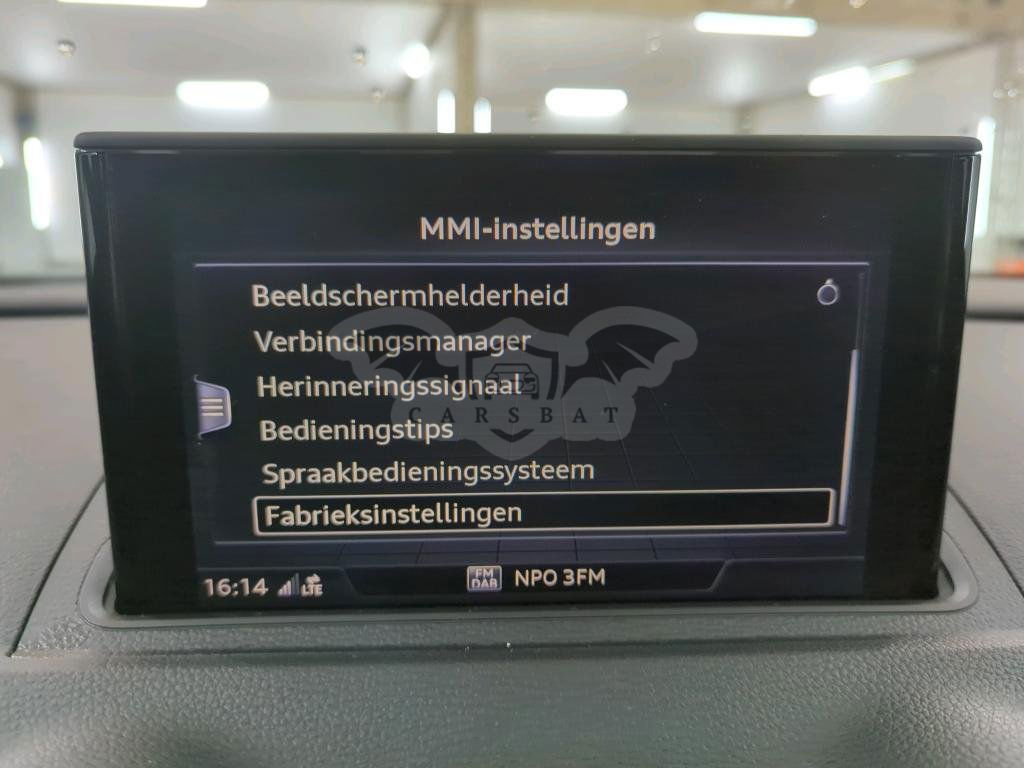 MMI-instellingen
Beeldschermhelderheid
Verbindingsmanager
Herinneringssignaal
CARSBAT
Bedieningstips
Spraakbedieningssysteem
Fabrieksinstellingen
16:14 LTE FM DAB NPO 3FM